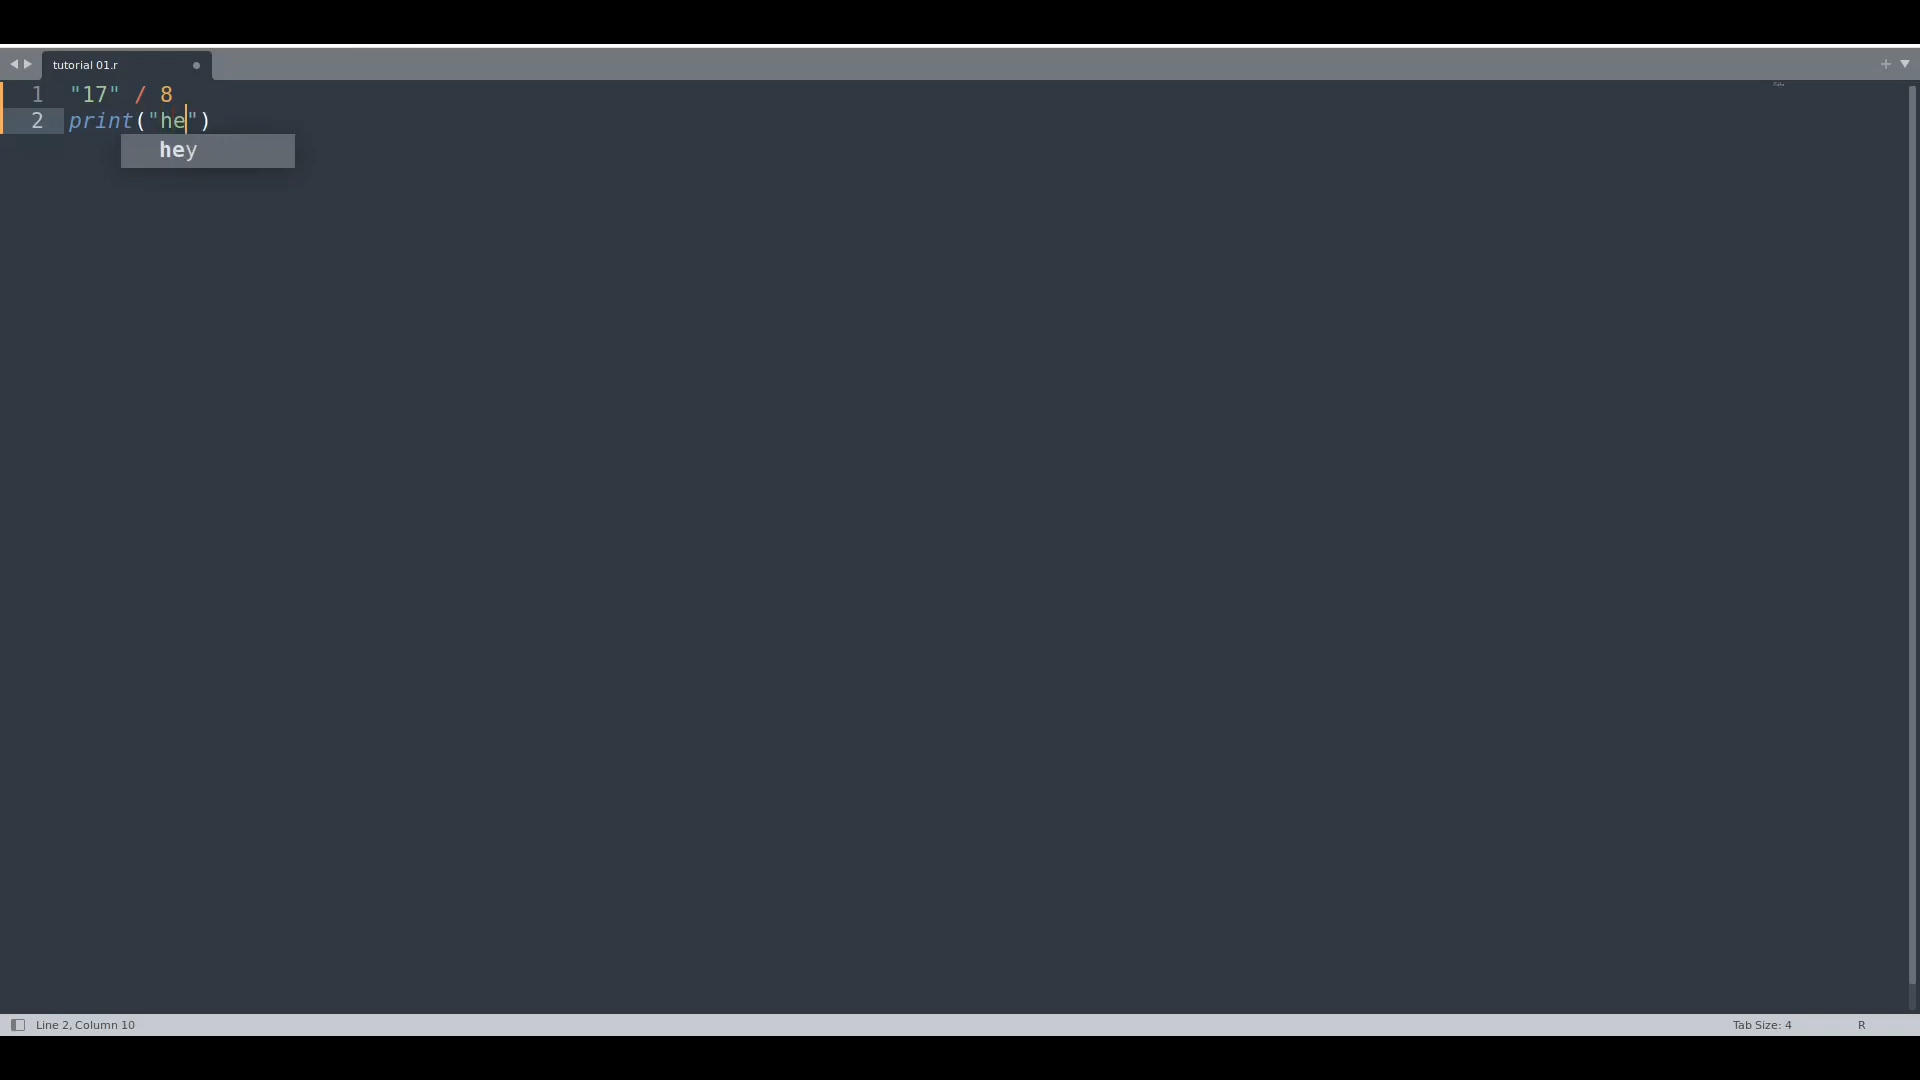 tutorial 01.r
1 "17" / 8
2 print("he")
hey
Line 2, Column 10
Tab Size: 4
R